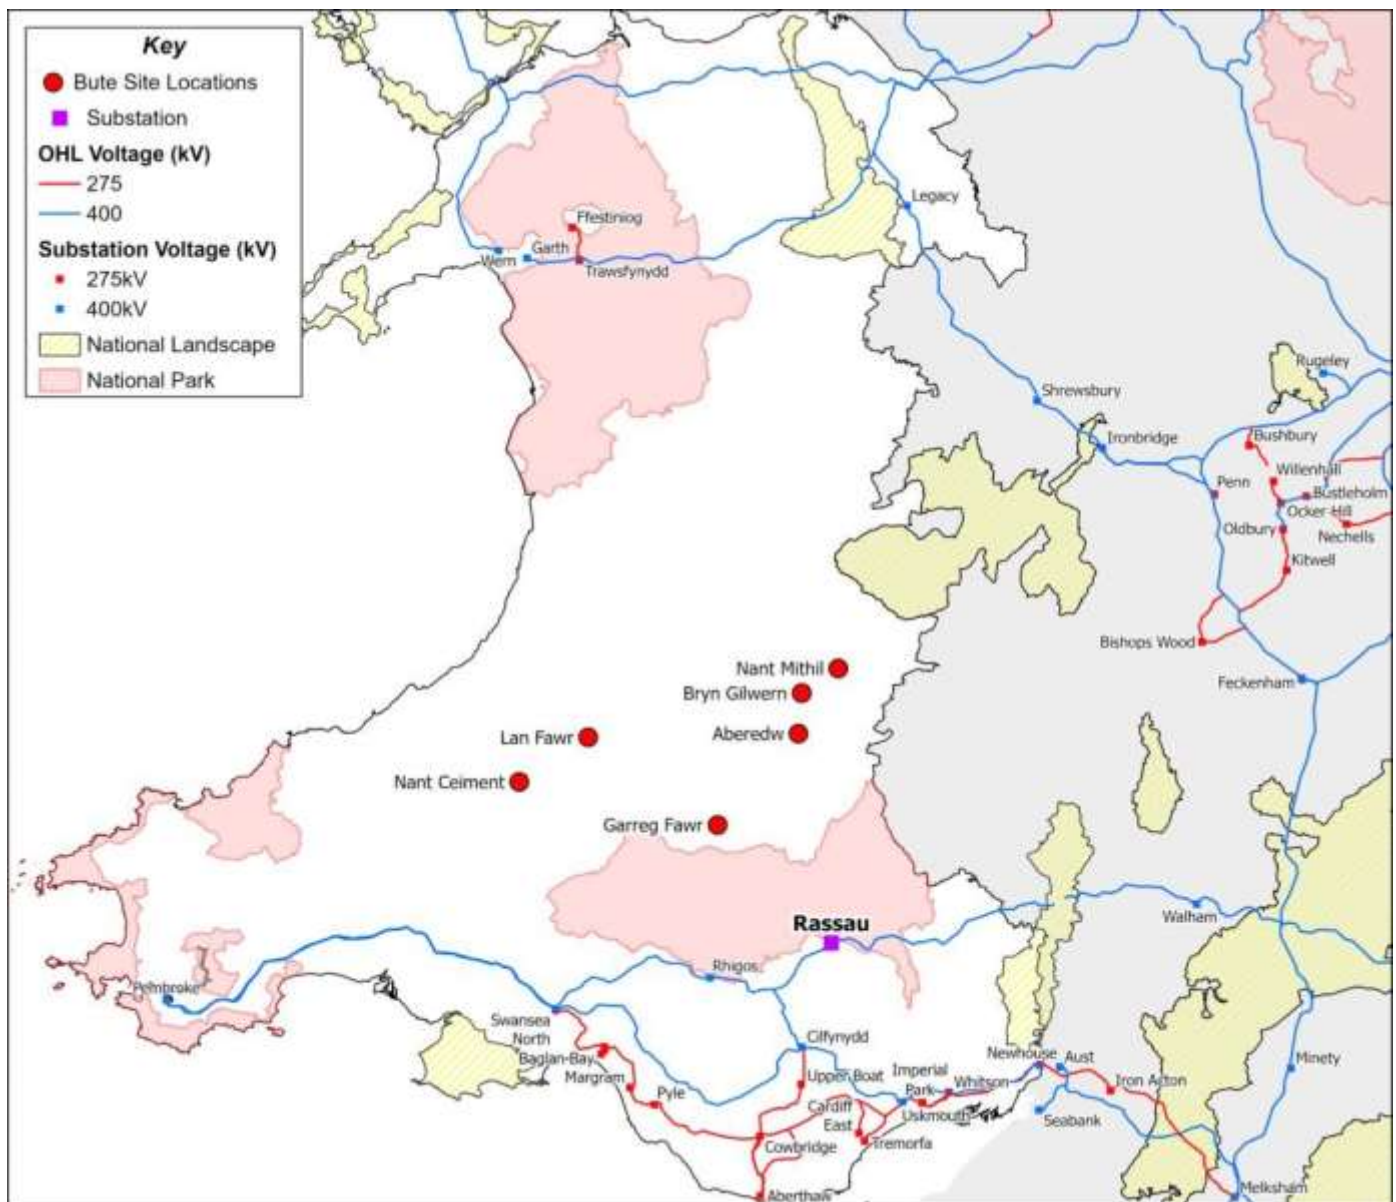 Key
Bute Site Locations
Substation
OHL Voltage (kV)
275
400
Substation Voltage (kV)
275kV
400kV
National Landscape
National Park
Legacy
Ffestiniog
Garth
Wern
Trawsfynydd
Rugeley
Shrewsbury
Ironbridge
Bushbury
Willenhall
Penn
Bustleholm
Ocker-Hill
Oldbury
Nechells
Kitwell
Bishops Wood
Feckenham
Nant Mithil
Bryn Gilwern
Lan Fawr
Aberedw
Nant Ceiment
Garreg Fawr
Walham
Rassau
Rhigos
Pembroke
Swansea
North
Cilfynydd
Baglan-Bay
Newhouse
Aust
Minety
Margram
Upper Boat
Imperial
Park
Whitson
Iron Acton
Pyle
Cardiff
East
Uskmouth
Seabank
Tremorfa
Cowbridge
Aberthaw
Melksham